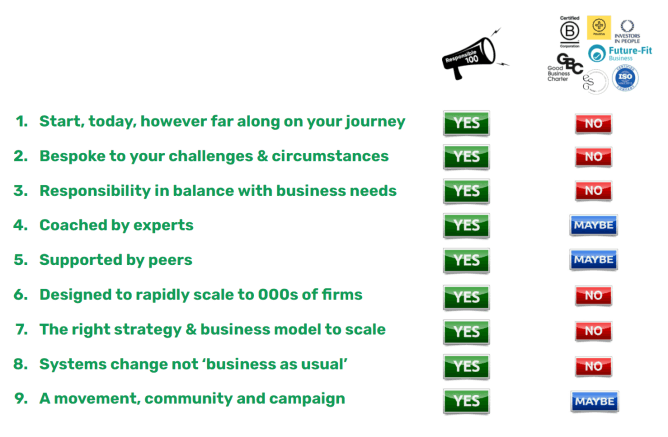 Responsible
100
Certified
B
Corporation
INVESTORS
IN PEOPLE
Future-Fit
Business
GBC
Good
Business
Charter
ISO
1. Start, today, however far along on your journey YES NO
2. Bespoke to your challenges & circumstances YES NO
3. Responsibility in balance with business needs YES NO
4. Coached by experts YES MAYBE
5. Supported by peers YES MAYBE
6. Designed to rapidly scale to 000s of firms YES NO
7. The right strategy & business model to scale YES NO
8. Systems change not ‘business as usual’ YES NO
9. A movement, community and campaign YES MAYBE